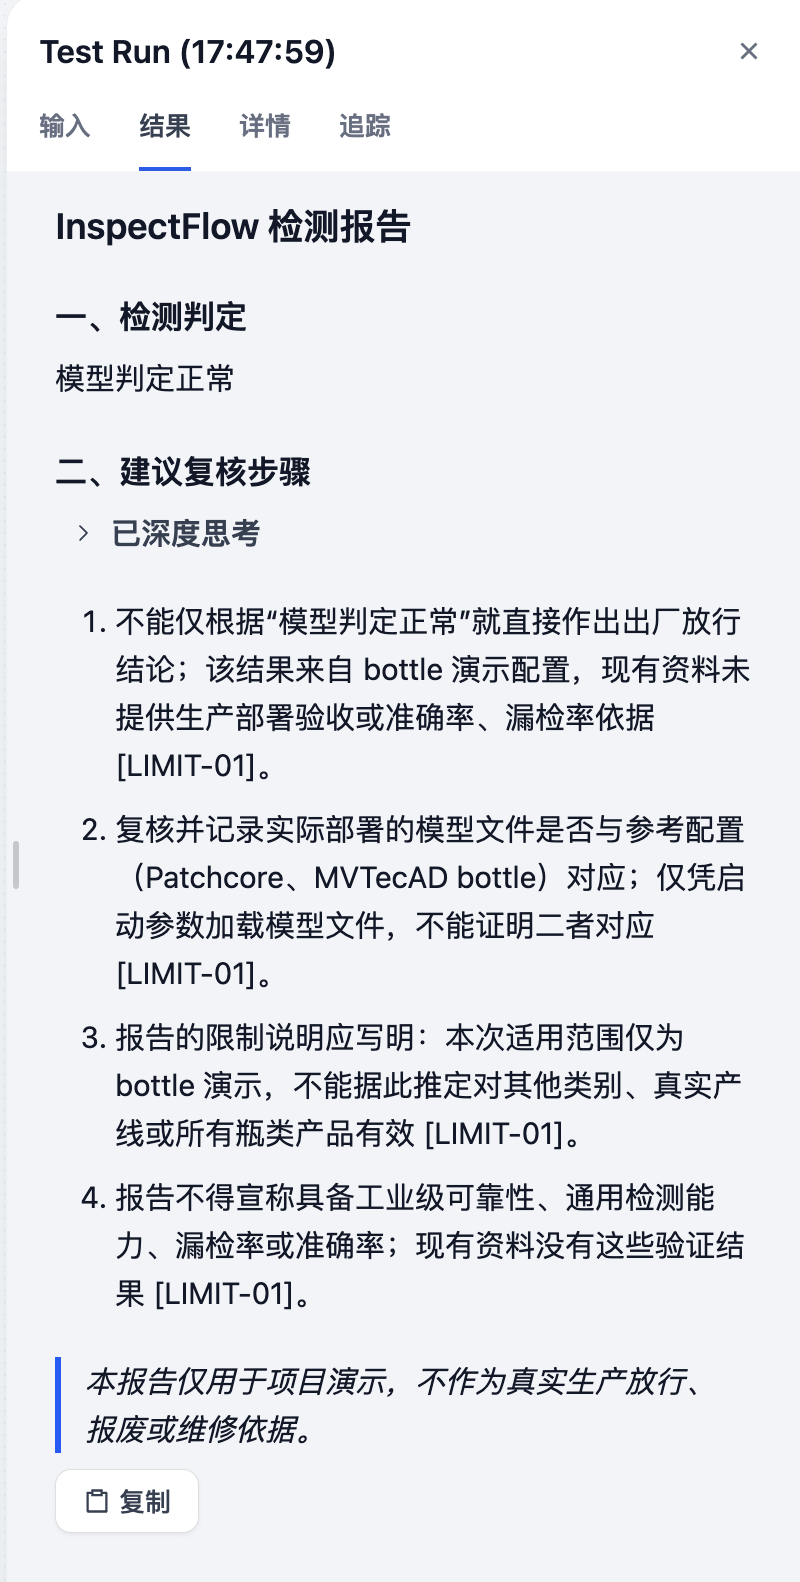 Test Run (17:47:59)
输入 结果 详情 追踪
InspectFlow 检测报告
一、检测判定
模型判定正常
二、建议复核步骤
已深度思考
1. 不能仅根据“模型判定正常”就直接作出出厂放行
结论；该结果来自 bottle 演示配置，现有资料未
提供生产部署验收或准确率、漏检率依据
[LIMIT-01]。
2. 复核并记录实际部署的模型文件是否与参考配置
（Patchcore、MVTecAD bottle）对应；仅凭启
动参数加载模型文件，不能证明二者对应
[LIMIT-01]。
3. 报告的限制说明应写明：本次适用范围仅为
bottle 演示，不能据此推定对其他类别、真实产
线或所有瓶类产品有效 [LIMIT-01]。
4. 报告不得宣称具备工业级可靠性、通用检测能
力、漏检率或准确率；现有资料没有这些验证结
果 [LIMIT-01]。
本报告仅用于项目演示，不作为真实生产放行、
报废或维修依据。
复制